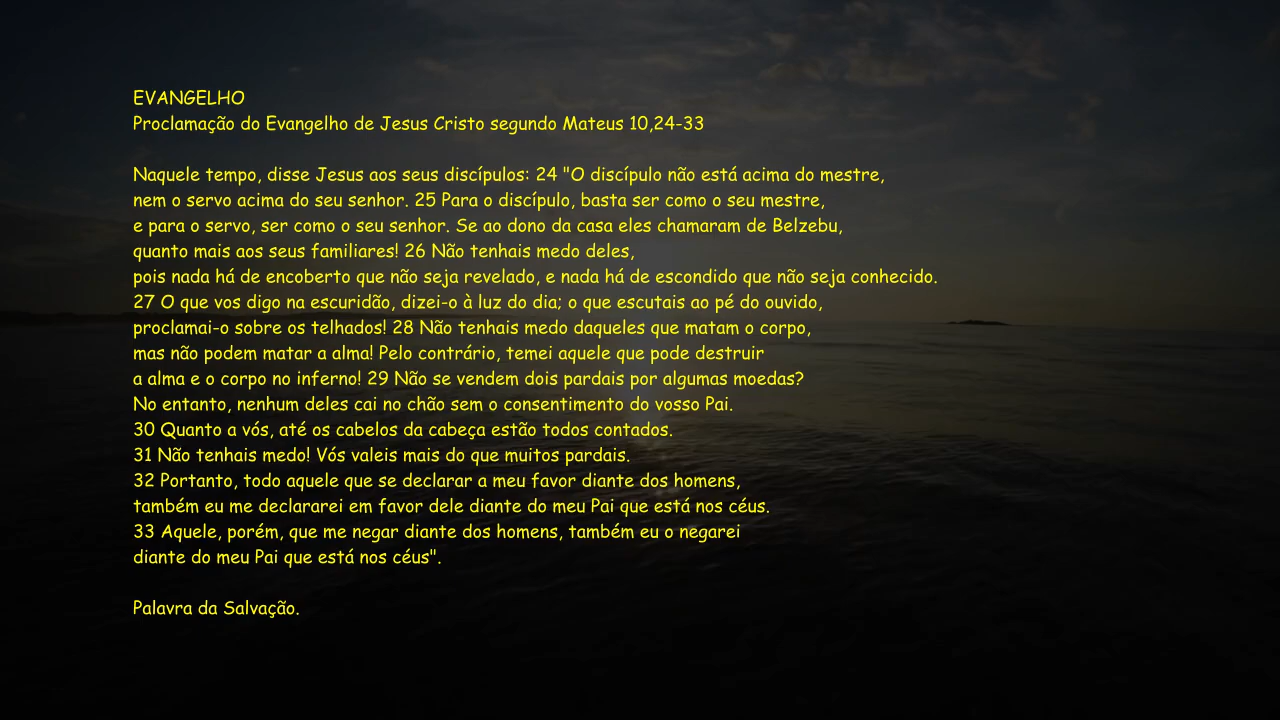 EVANGELHO
Proclamação do Evangelho de Jesus Cristo segundo Mateus 10,24-33
Naquele tempo, disse Jesus aos seus discípulos: 24 "O discípulo não está acima do mestre,
nem o servo acima do seu senhor. 25 Para o discípulo, basta ser como o seu mestre,
e para o servo, ser como o seu senhor. Se ao dono da casa eles chamaram de Belzebu,
quanto mais aos seus familiares! 26 Não tenhais medo deles,
pois nada há de encoberto que não seja revelado, e nada há de escondido que não seja conhecido.
27 O que vos digo na escuridão, dizei-o à luz do dia; o que escutais ao pé do ouvido,
proclamai-o sobre os telhados! 28 Não tenhais medo daqueles que matam o corpo,
mas não podem matar a alma! Pelo contrário, temei aquele que pode destruir
a alma e o corpo no inferno! 29 Não se vendem dois pardais por algumas moedas?
No entanto, nenhum deles cai no chão sem o consentimento do vosso Pai.
30 Quanto a vós, até os cabelos da cabeça estão todos contados.
31 Não tenhais medo! Vós valeis mais do que muitos pardais.
32 Portanto, todo aquele que se declarar a meu favor diante dos homens,
também eu me declararei em favor dele diante do meu Pai que está nos céus.
33 Aquele, porém, que me negar diante dos homens, também eu o negarei
diante do meu Pai que está nos céus".
Palavra da Salvação.